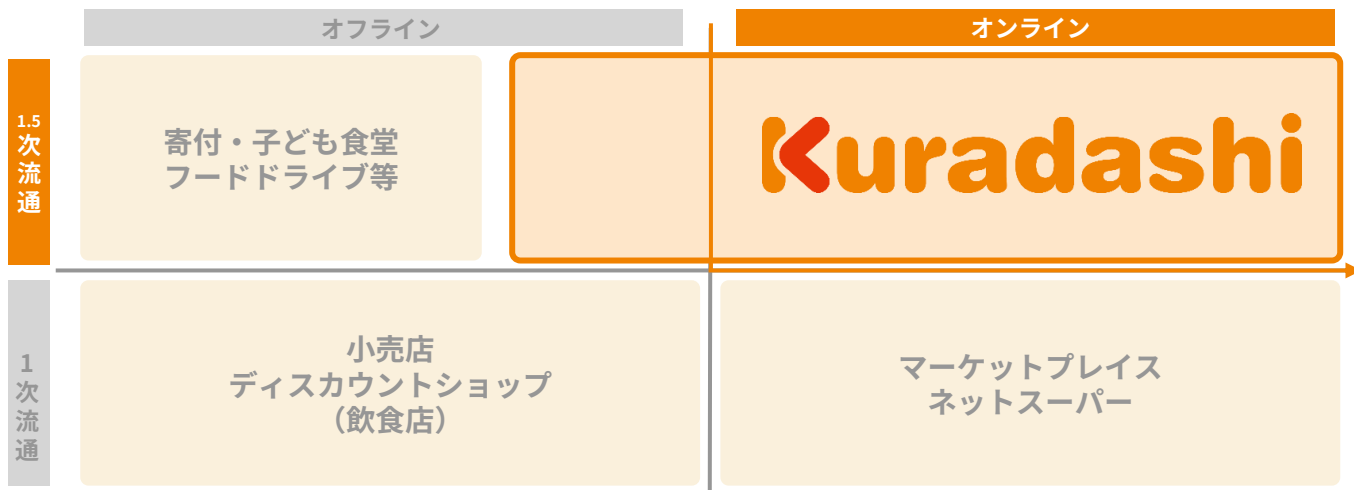 オフライン
オンライン
1.5次流通
寄付・子ども食堂
フードドライブ等
Kuradashi
1次流通
小売店
ディスカウントショップ
（飲食店）
マーケットプレイス
ネットスーパー